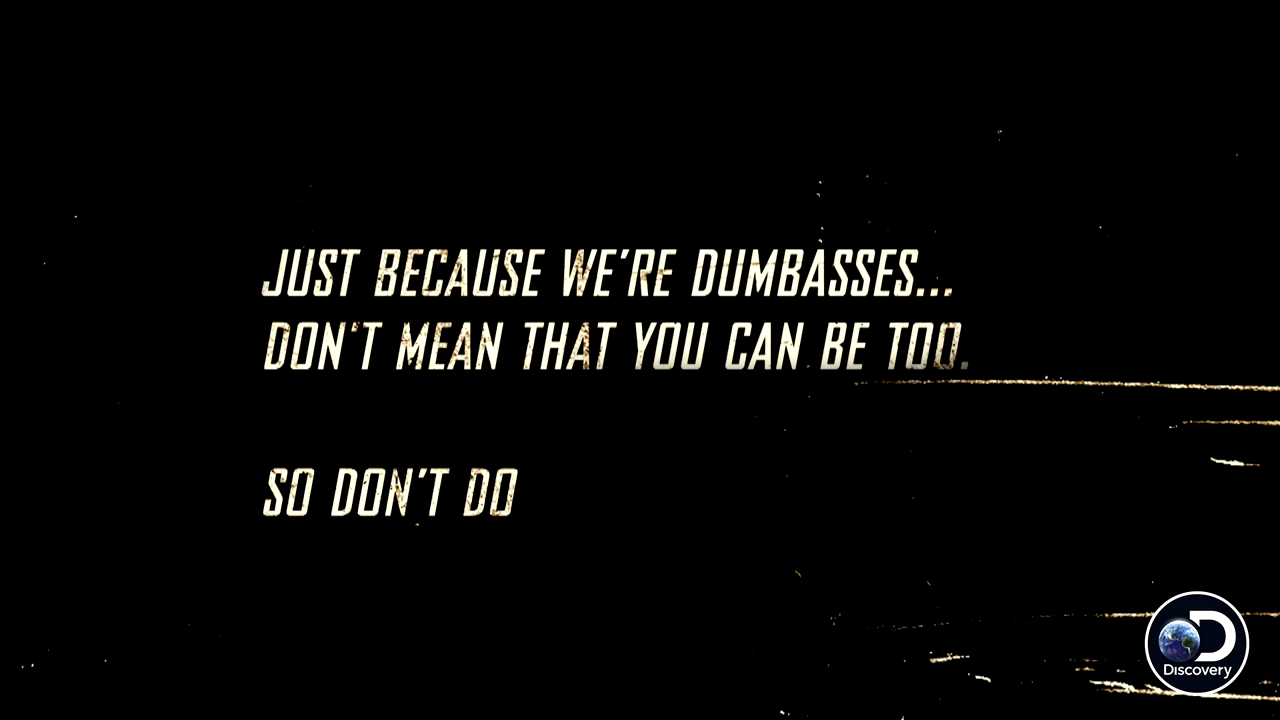 JUST BECAUSE WE'RE DUMBASSES...
DON'T MEAN THAT YOU CAN BE TOO.
SO DON'T DO
Discovery